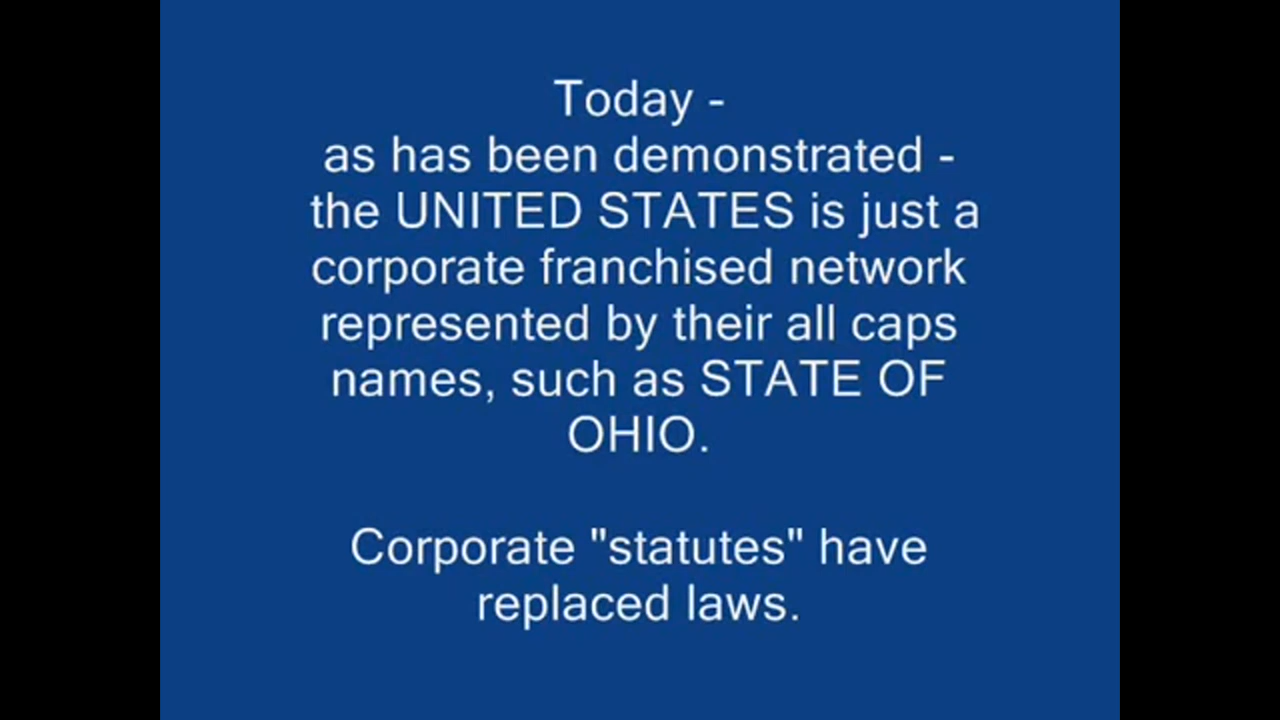 Today -
as has been demonstrated -
the UNITED STATES is just a
corporate franchised network
represented by their all caps
names, such as STATE OF
OHIO.
Corporate "statutes" have
replaced laws.